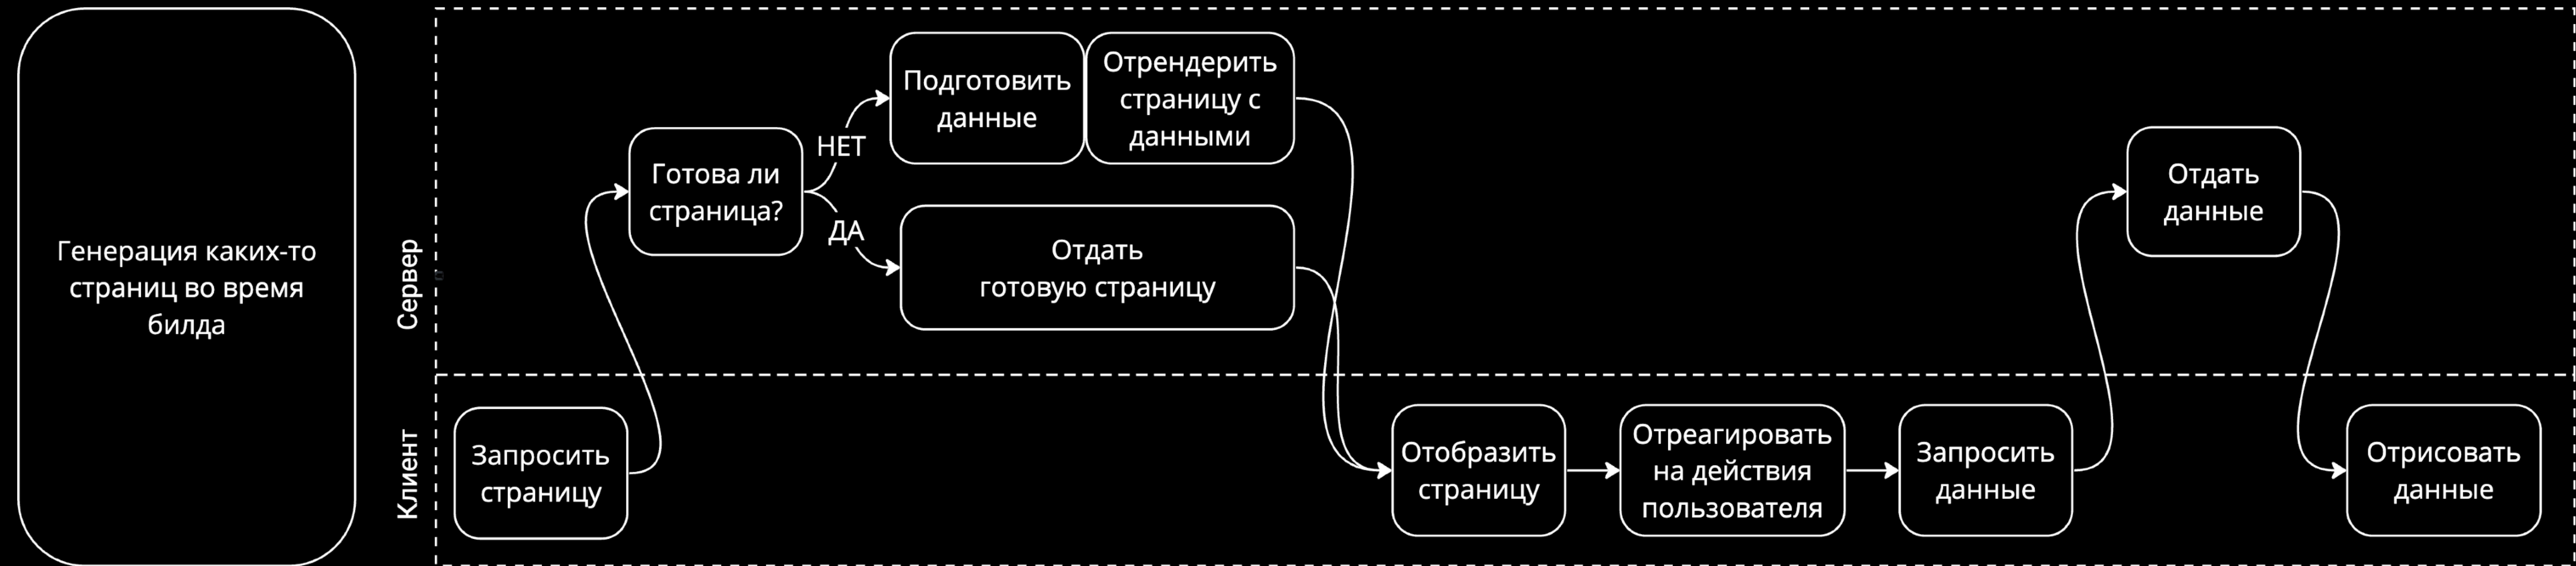 Генерация каких-то
страниц во время
билда
Сервер
Клиент
Запросить
страницу
Готова ли
страница?
НЕТ
ДА
Подготовить
данные
Отрендерить
страницу с
данными
Отдать
готовую страницу
Отобразить
страницу
Отреагировать
на действия
пользователя
Запросить
данные
Отдать
данные
Отрисовать
данные